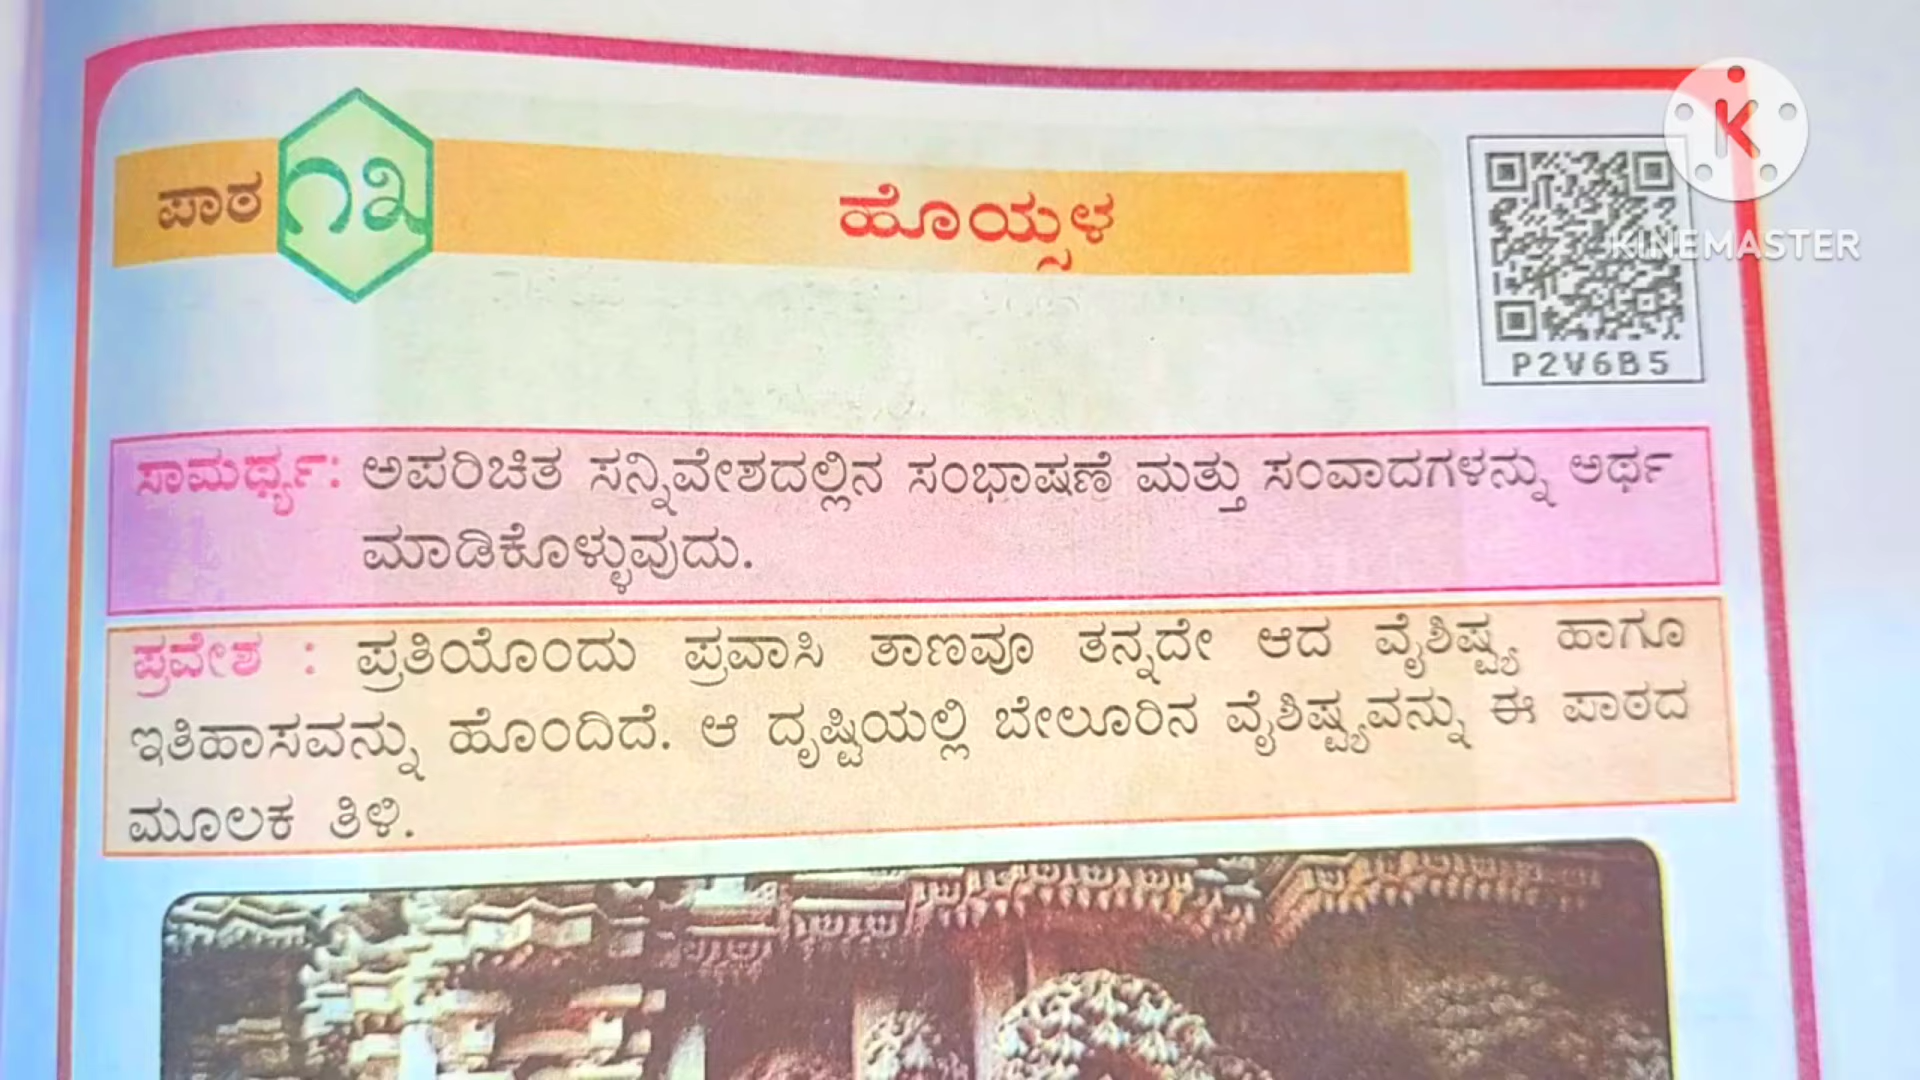 ಪಾಠ ೧೩ ಹೊಯ್ಸಳ
P2V6B5
K
KINEMASTER
ಸಾಮರ್ಥ್ಯ: ಅಪರಿಚಿತ ಸನ್ನಿವೇಶದಲ್ಲಿನ ಸಂಭಾಷಣೆ ಮತ್ತು ಸಂವಾದಗಳನ್ನು ಅರ್ಥ
ಮಾಡಿಕೊಳ್ಳುವುದು.
ಪ್ರವೇಶ : ಪ್ರತಿಯೊಂದು ಪ್ರವಾಸಿ ತಾಣವೂ ತನ್ನದೇ ಆದ ವೈಶಿಷ್ಟ್ಯ ಹಾಗೂ
ಇತಿಹಾಸವನ್ನು ಹೊಂದಿದೆ. ಆ ದೃಷ್ಟಿಯಲ್ಲಿ ಬೇಲೂರಿನ ವೈಶಿಷ್ಟ್ಯವನ್ನು ಈ ಪಾಠದ
ಮೂಲಕ ತಿಳಿ.